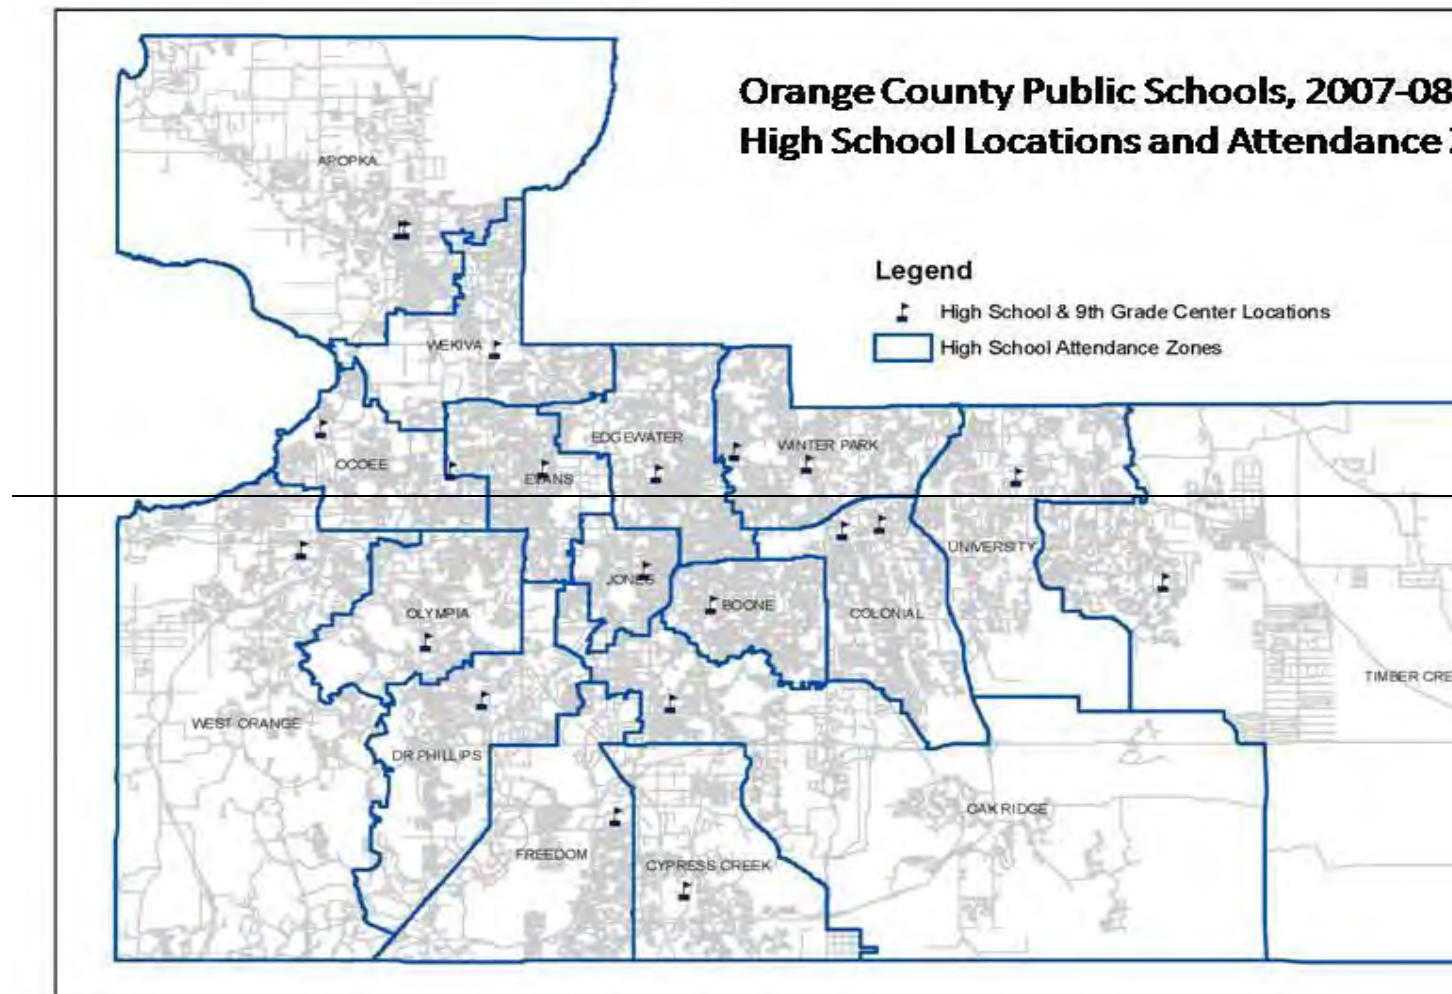 Orange County Public Schools, 2007-08
High School Locations and Attendance
Legend
High School & 9th Grade Center Locations
High School Attendance Zones
APOPKA
WEKIVA
EDGEWATER
WINTER PARK
OCOEE
EVANS
UNIVERSITY
JONES
BOONE
OLYMPIA
COLONIAL
TIMBER CRE
WEST ORANGE
DR PHILLIPS
OAK RIDGE
FREEDOM
CYPRESS CREEK